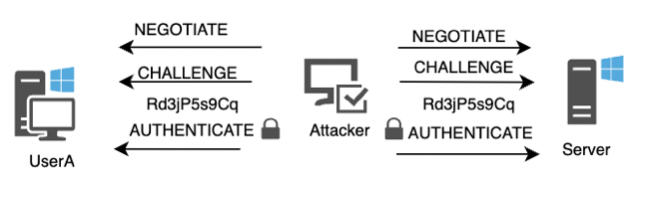 NEGOTIATE
NEGOTIATE
CHALLENGE
CHALLENGE
Rd3jP5s9Cq
Rd3jP5s9Cq
AUTHENTICATE
Attacker
AUTHENTICATE
UserA
Server